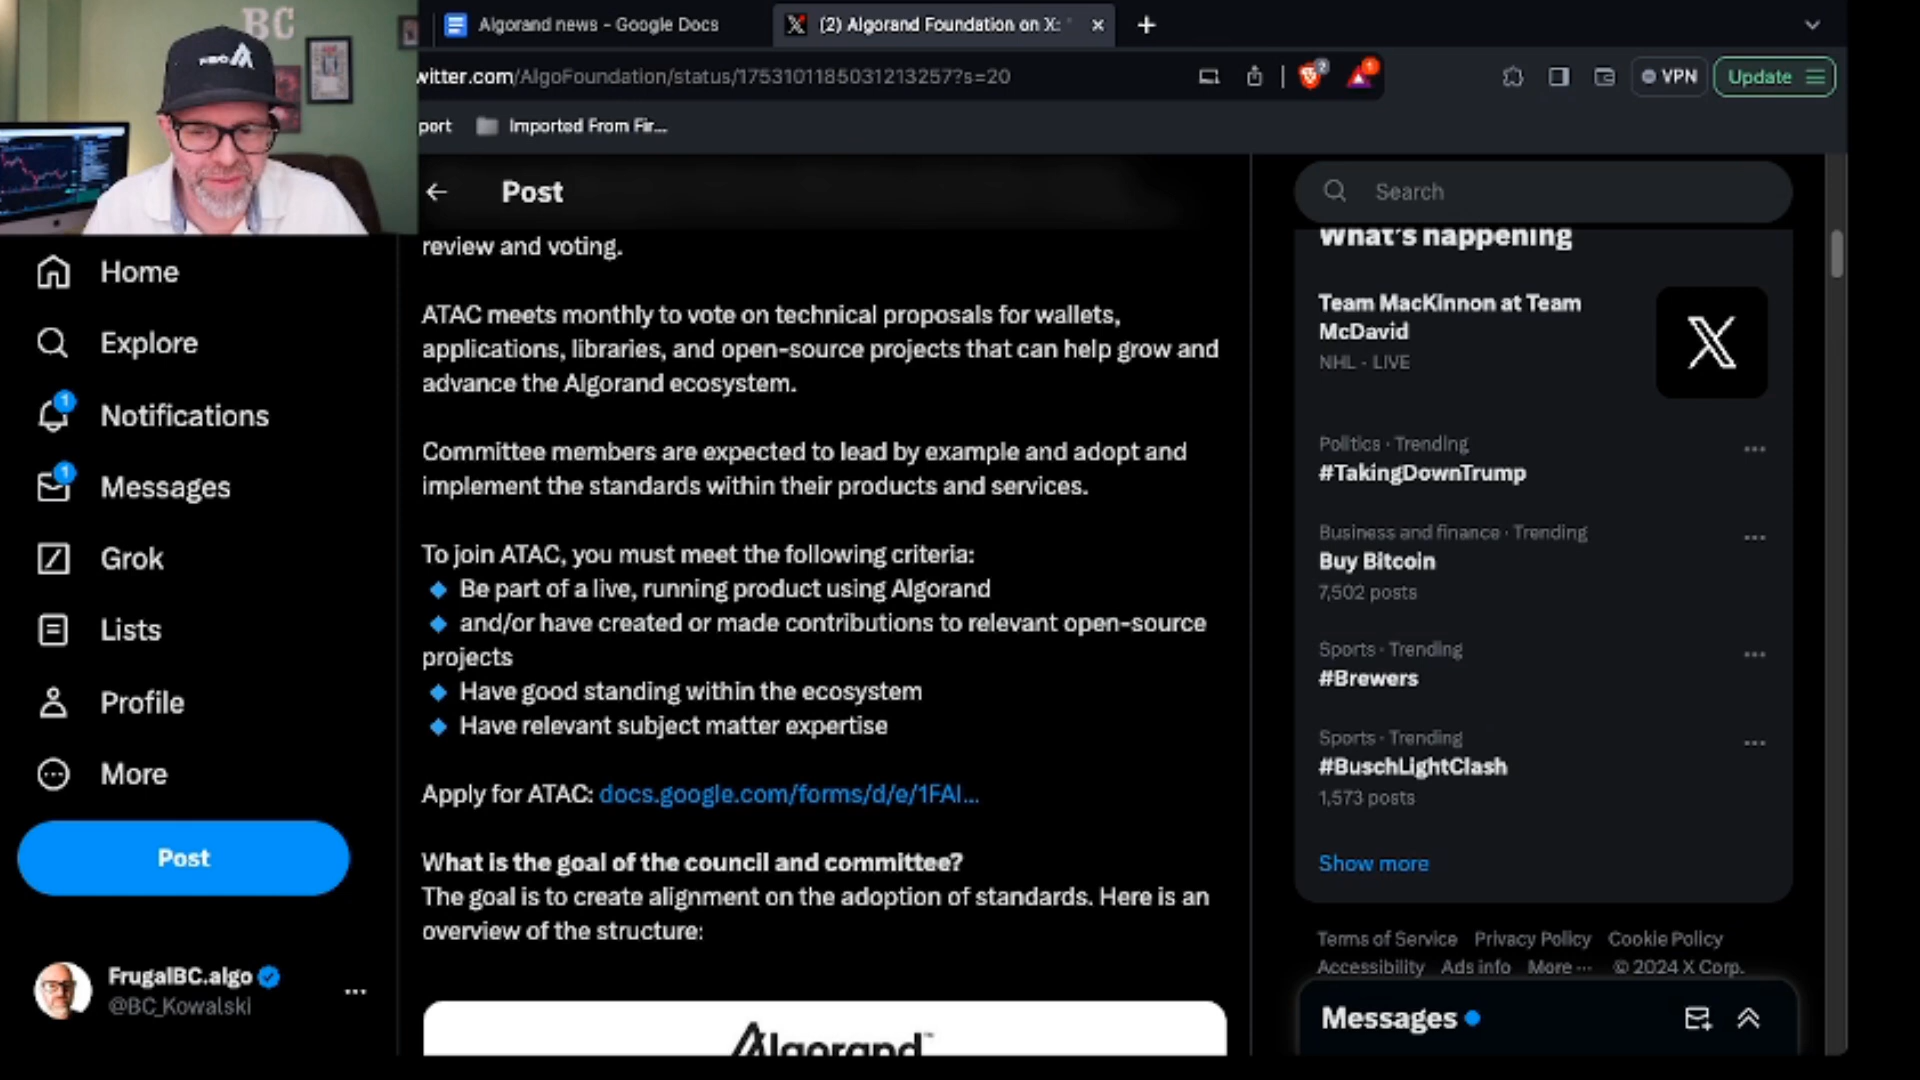 BC
Algorand news - Google Docs
(2) Algorand Foundation on X: "
witter.com/AlgoFoundation/status/1753101185031213257?s=20
2
1
VPN
Update
port
Imported From Fir...
Post
review and voting.
ATAC meets monthly to vote on technical proposals for wallets,
applications, libraries, and open-source projects that can help grow and
advance the Algorand ecosystem.
Committee members are expected to lead by example and adopt and
implement the standards within their products and services.
To join ATAC, you must meet the following criteria:
🔹 Be part of a live, running product using Algorand
🔹 and/or have created or made contributions to relevant open-source
projects
🔹 Have good standing within the ecosystem
🔹 Have relevant subject matter expertise
Apply for ATAC: docs.google.com/forms/d/e/1FAI...
What is the goal of the council and committee?
The goal is to create alignment on the adoption of standards. Here is an
overview of the structure:
Algorand™
Home
Explore
1
Notifications
1
Messages
Grok
Lists
Profile
More
Post
FrugalBC.algo
@BC_Kowalski
Search
What's happening
Team MacKinnon at Team
McDavid
NHL · LIVE
Politics · Trending
#TakingDownTrump
Business and finance · Trending
Buy Bitcoin
7,502 posts
Sports · Trending
#Brewers
Sports · Trending
#BuschLightClash
1,573 posts
Show more
Terms of Service Privacy Policy Cookie Policy
Accessibility Ads info More ··· © 2024 X Corp.
Messages